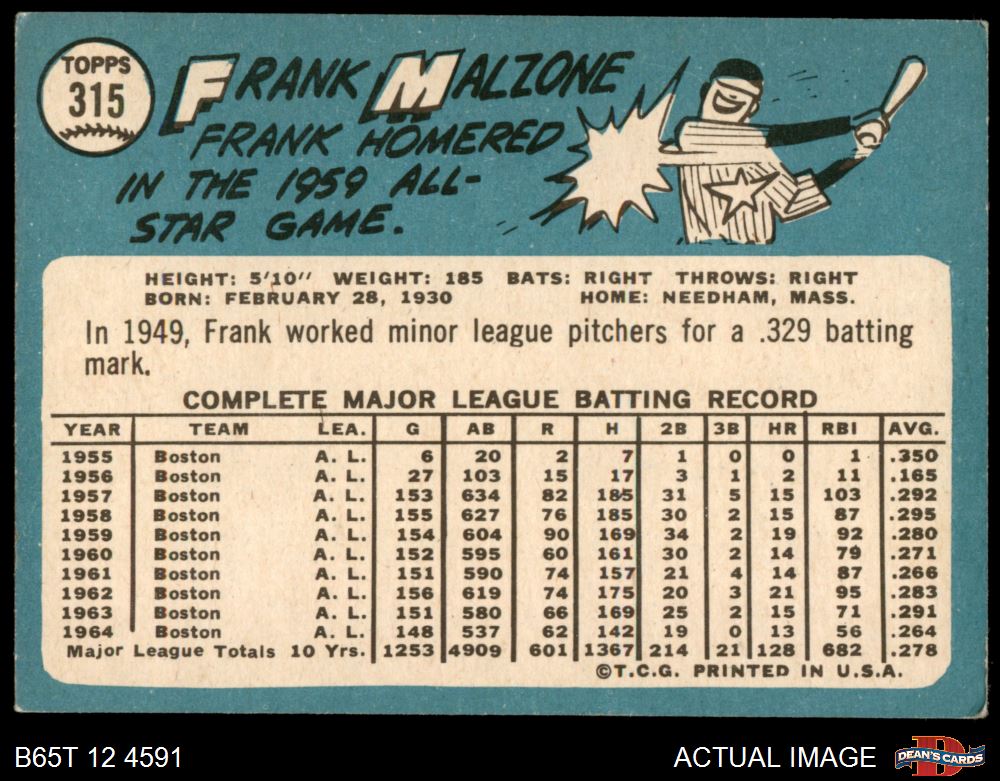 TOPPS
315
FRANK MALZONE
FRANK HOMERED
IN THE 1959 ALL-
STAR GAME.
HEIGHT: 5'10" WEIGHT: 185 BATS: RIGHT THROWS: RIGHT
BORN: FEBRUARY 28, 1930 HOME: NEEDHAM, MASS.
In 1949, Frank worked minor league pitchers for a .329 batting
mark.
COMPLETE MAJOR LEAGUE BATTING RECORD
YEAR TEAM LEA. G AB R H 2B 3B HR RBI AVG.
1955 Boston A. L. 6 20 2 7 1 0 0 1 .350
1956 Boston A. L. 27 103 15 17 3 1 2 11 .165
1957 Boston A. L. 153 634 82 185 31 5 15 103 .292
1958 Boston A. L. 155 627 76 185 30 2 15 87 .295
1959 Boston A. L. 154 604 90 169 34 2 19 92 .280
1960 Boston A. L. 152 595 60 161 30 2 14 79 .271
1961 Boston A. L. 151 590 74 157 21 4 14 87 .266
1962 Boston A. L. 156 619 74 175 20 3 21 95 .283
1963 Boston A. L. 151 580 66 169 25 2 15 71 .291
1964 Boston A. L. 148 537 62 142 19 0 13 56 .264
Major League Totals 10 Yrs. 1253 4909 601 1367 214 21 128 682 .278
©T.C.G. PRINTED IN U.S.A.
B65T 12 4591
ACTUAL IMAGE
DEAN'S CARDS